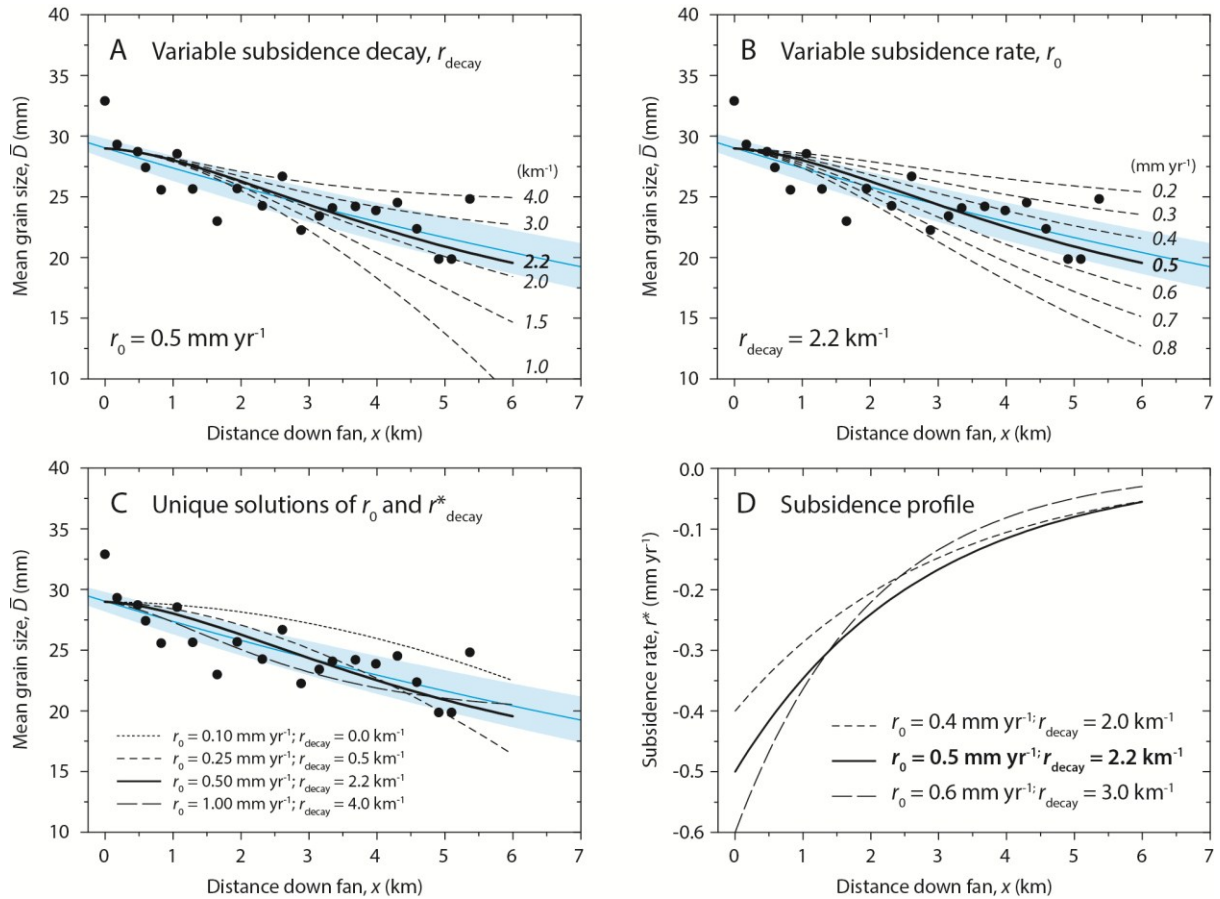 A Variable subsidence decay, r_decay
40
35
30
25
20
15
10
Mean grain size, D̅ (mm)
(km⁻¹)
4.0
3.0
2.2
2.0
1.5
1.0
r₀ = 0.5 mm yr⁻¹
0 1 2 3 4 5 6 7
Distance down fan, x (km)
B Variable subsidence rate, r₀
40
35
30
25
20
15
10
Mean grain size, D̅ (mm)
(mm yr⁻¹)
0.2
0.3
0.4
0.5
0.6
0.7
0.8
r_decay = 2.2 km⁻¹
0 1 2 3 4 5 6 7
Distance down fan, x (km)
C Unique solutions of r₀ and r*_decay
40
35
30
25
20
15
10
Mean grain size, D̅ (mm)
r₀ = 0.10 mm yr⁻¹; r_decay = 0.0 km⁻¹
r₀ = 0.25 mm yr⁻¹; r_decay = 0.5 km⁻¹
r₀ = 0.50 mm yr⁻¹; r_decay = 2.2 km⁻¹
r₀ = 1.00 mm yr⁻¹; r_decay = 4.0 km⁻¹
0 1 2 3 4 5 6 7
Distance down fan, x (km)
D Subsidence profile
0.0
-0.1
-0.2
-0.3
-0.4
-0.5
-0.6
Subsidence rate, r* (mm yr⁻¹)
r₀ = 0.4 mm yr⁻¹; r_decay = 2.0 km⁻¹
r₀ = 0.5 mm yr⁻¹; r_decay = 2.2 km⁻¹
r₀ = 0.6 mm yr⁻¹; r_decay = 3.0 km⁻¹
0 1 2 3 4 5 6 7
Distance down fan, x (km)